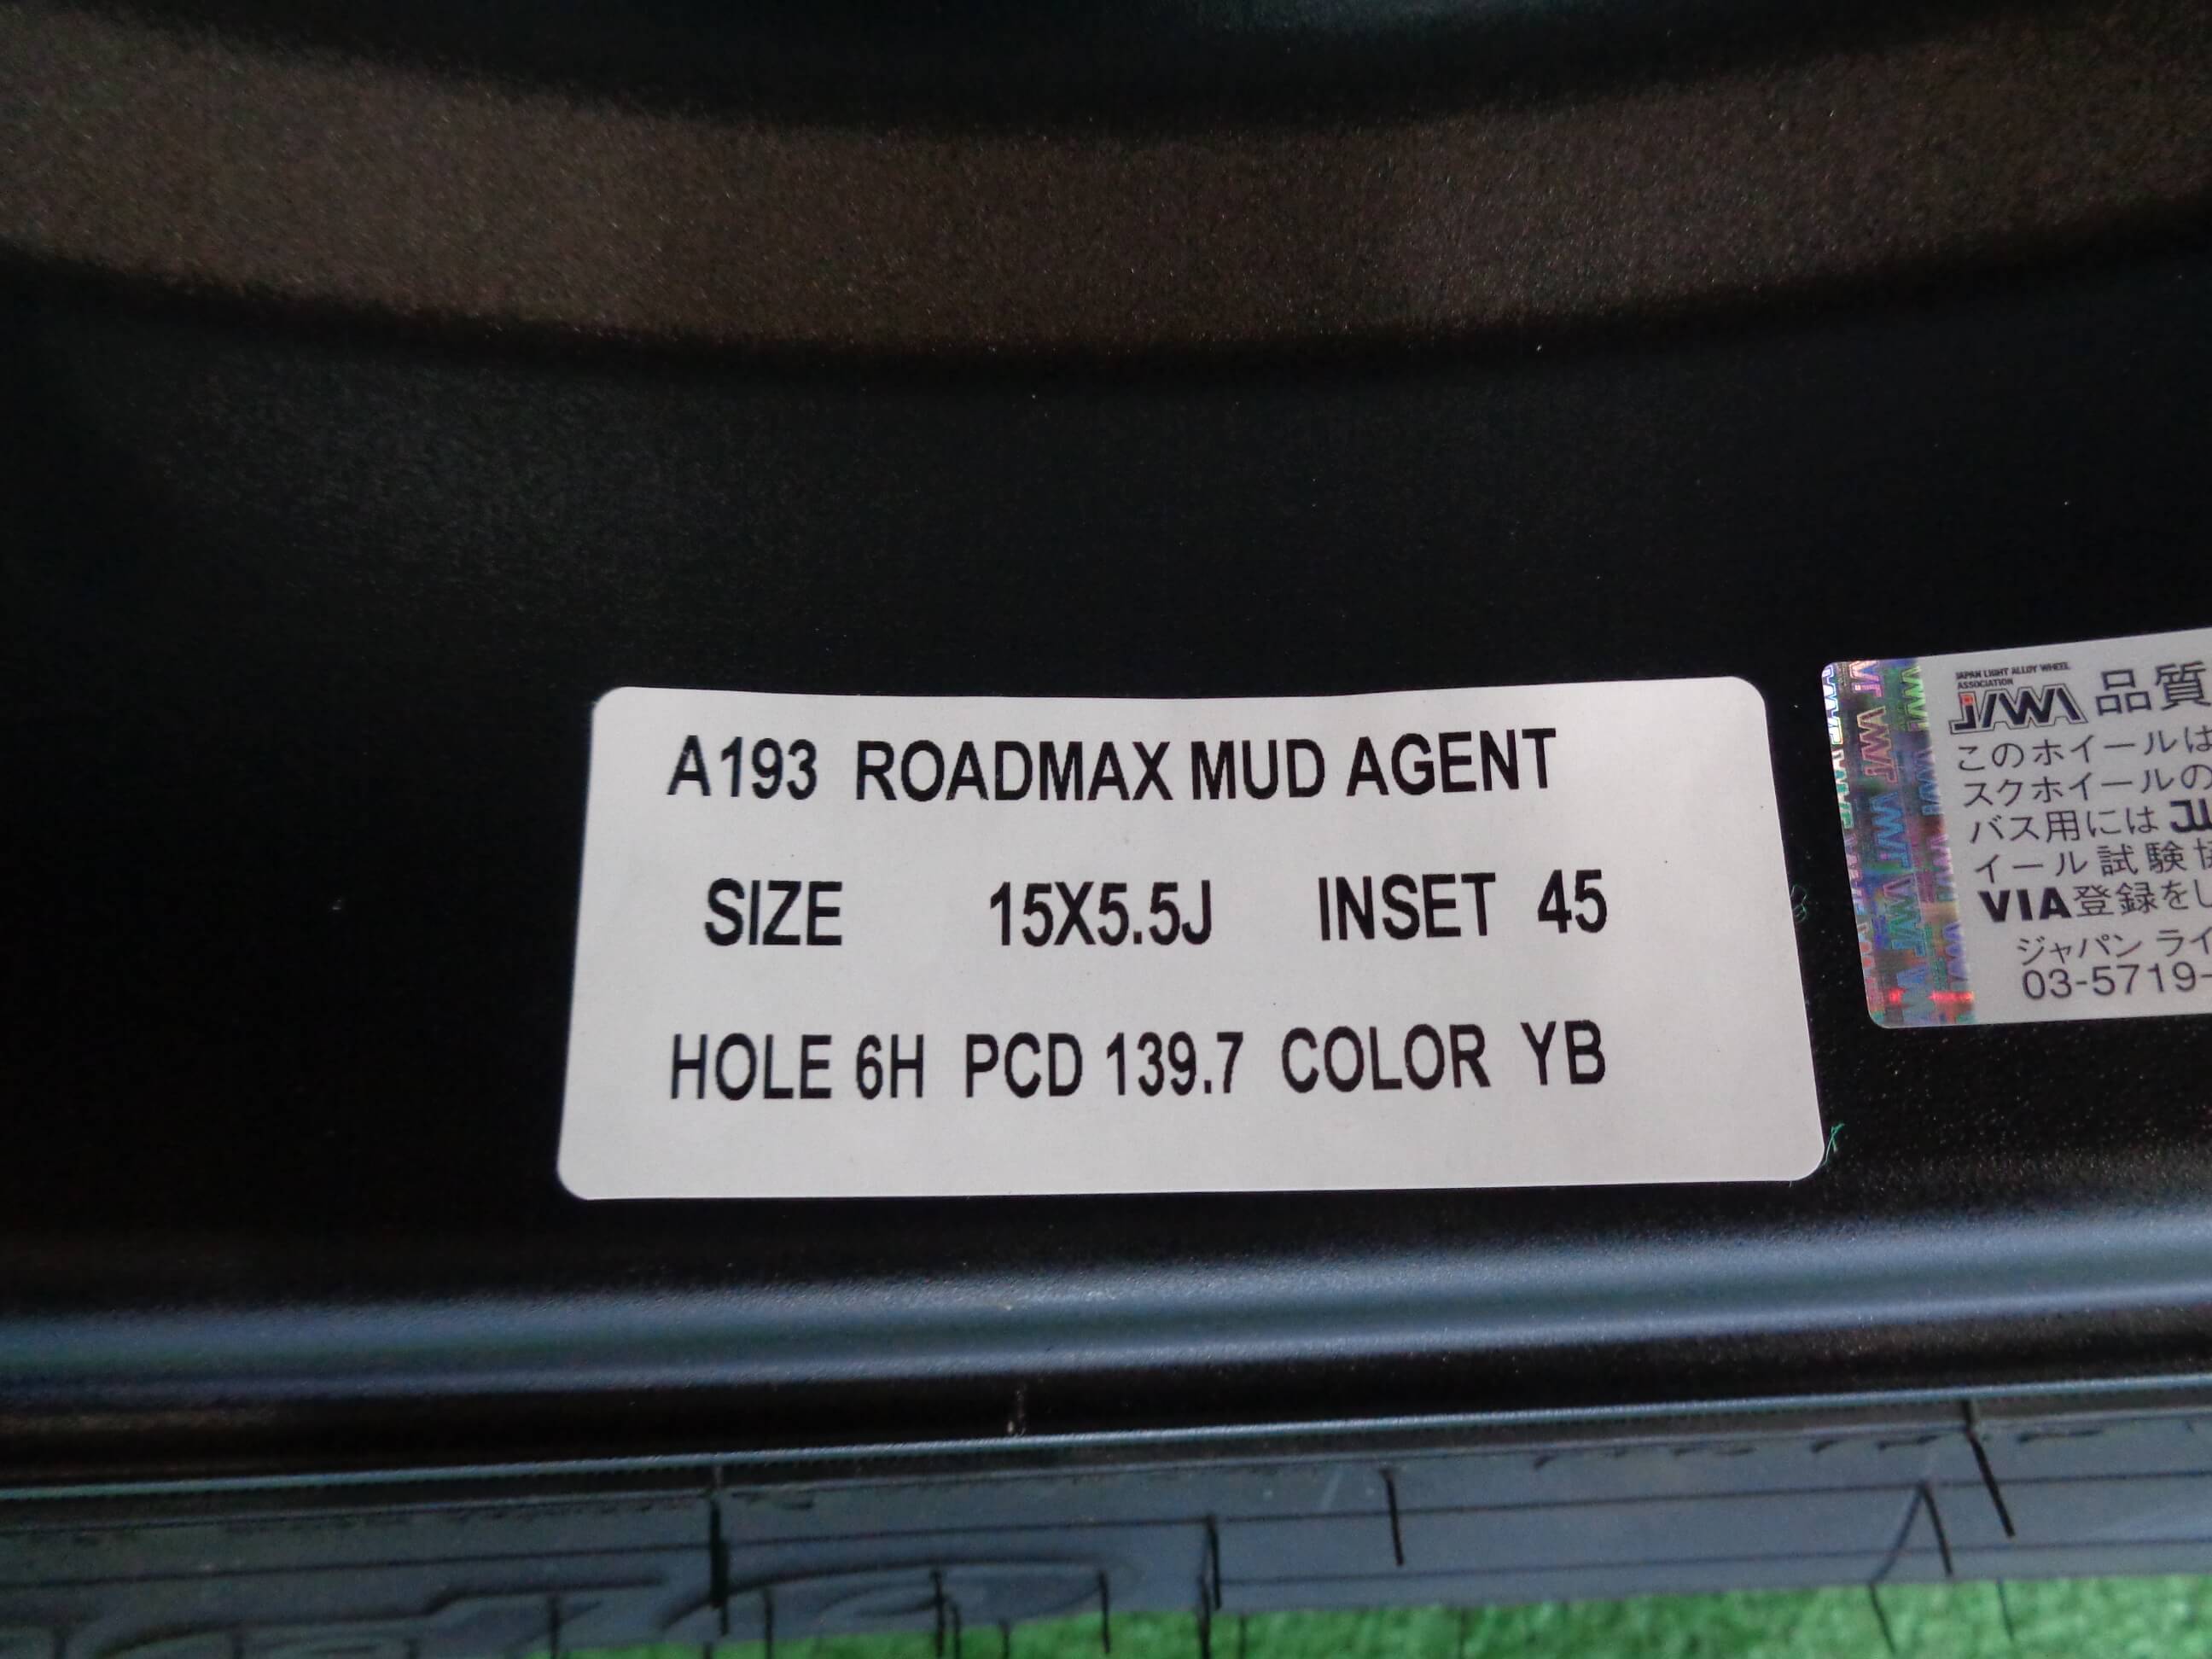 A193 ROADMAX MUD AGENT
SIZE 15X5.5J INSET 45
HOLE 6H PCD 139.7 COLOR YB
JAPAN LIGHT ALLOY WHEEL
ASSOCIATION
JAWA 品質
このホイールは
スクホイールの
バス用には
イール試験
VIA登録をし
ジャパン ライ
03-5719-